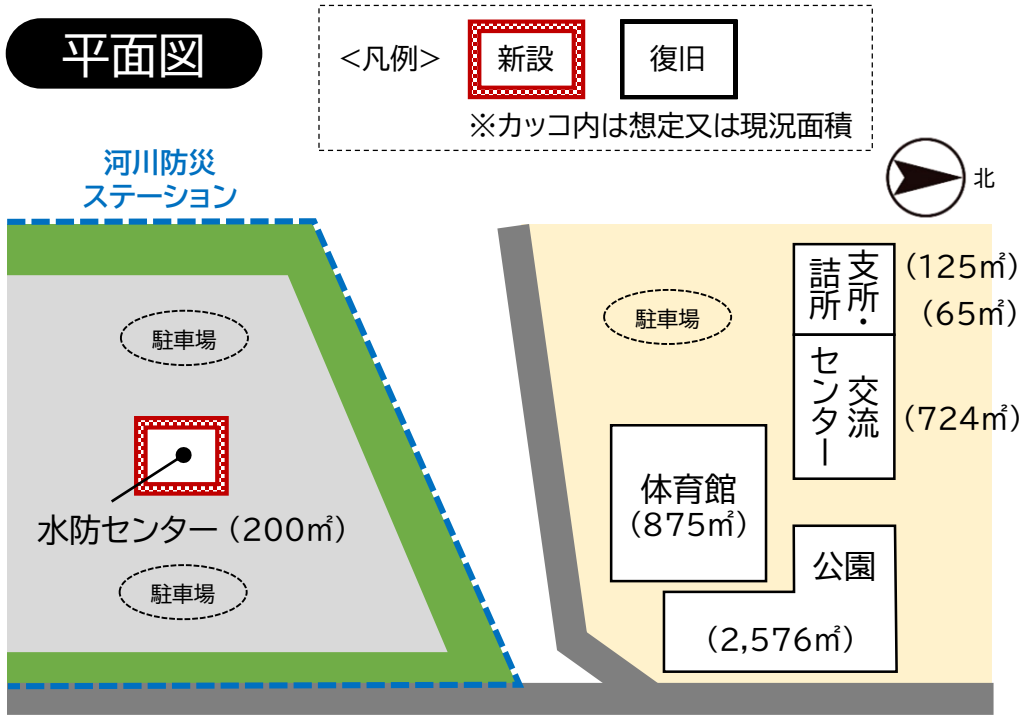 平面図
<凡例>
新設
復旧
※カッコ内は想定又は現況面積
河川防災
ステーション
北
駐車場
水防センター（200㎡）
駐車場
駐車場
支所・
詰所
（125㎡）
（65㎡）
交流
センター
（724㎡）
体育館
（875㎡）
公園
（2,576㎡）